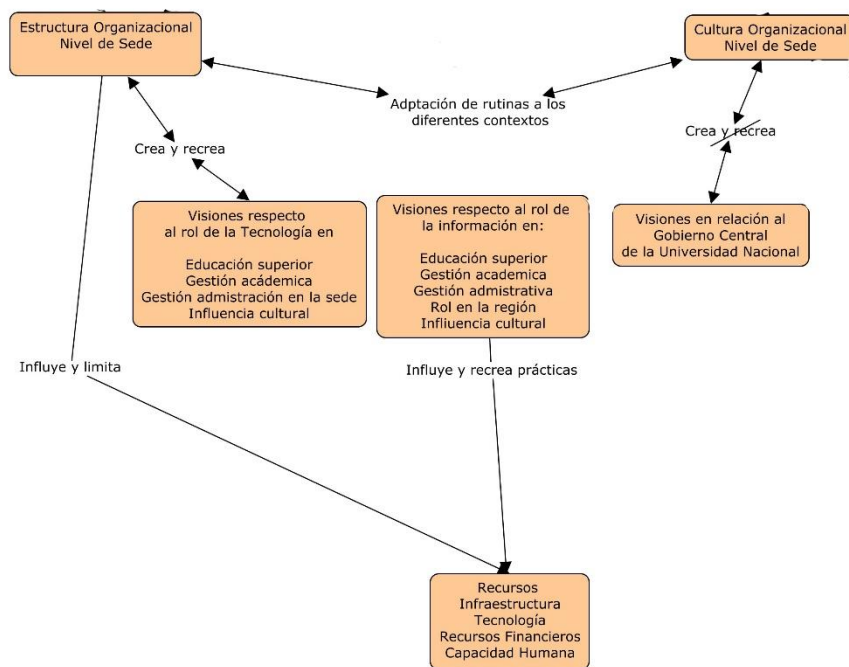 Estructura Organizacional
Nivel de Sede
Cultura Organizacional
Nivel de Sede
Adptación de rutinas a los
diferentes contextos
Crea y recrea
Crea y recrea
Visiones respecto
al rol de la Tecnología en
Educación superior
Gestión acádémica
Gestión admistración en la sede
Influencia cultural
Visiones respecto al rol de
la información en:
Educación superior
Gestión academica
Gestión admistrativa
Rol en la región
Infliuencia cultural
Visiones en relación al
Gobierno Central
de la Universidad Nacional
Influye y limita
Influye y recrea prácticas
Recursos
Infraestructura
Tecnología
Recursos Financieros
Capacidad Humana